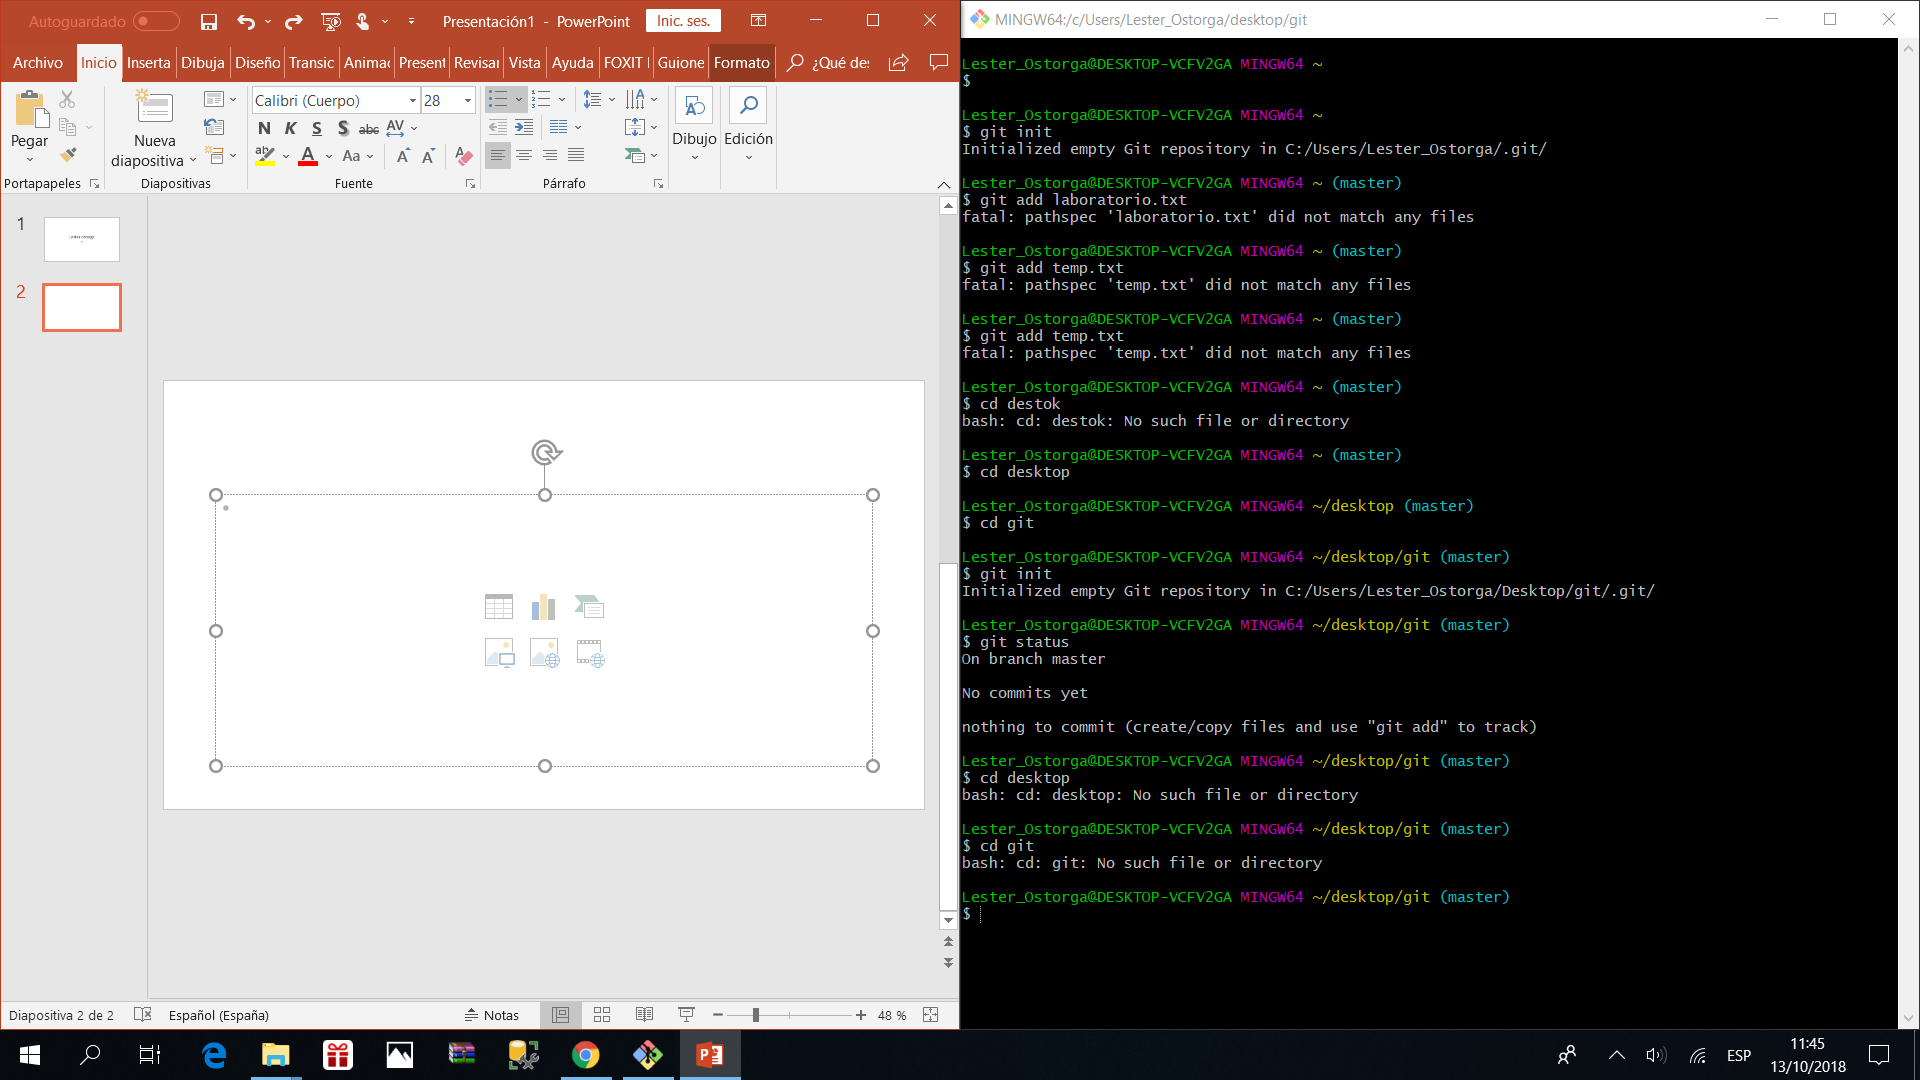 Autoguardado
Presentación1 - PowerPoint
Inic. ses.
Archivo Inicio Inserta Dibuja Diseño Transic Animac Present Revisar Vista Ayuda FOXIT Guione Formato ¿Qué des
Pegar
Nueva diapositiva
Calibri (Cuerpo) 28
N K S S abc AV
Aa A A
Dibujo
Edición
Portapapeles
Diapositivas
Fuente
Párrafo
1
2
Diapositiva 2 de 2
Español (España)
Notas
48 %
MINGW64:/c/Users/Lester_Ostorga/desktop/git
Lester_Ostorga@DESKTOP-VCFV2GA MINGW64 ~
$
Lester_Ostorga@DESKTOP-VCFV2GA MINGW64 ~
$ git init
Initialized empty Git repository in C:/Users/Lester_Ostorga/.git/
Lester_Ostorga@DESKTOP-VCFV2GA MINGW64 ~ (master)
$ git add laboratorio.txt
fatal: pathspec 'laboratorio.txt' did not match any files
Lester_Ostorga@DESKTOP-VCFV2GA MINGW64 ~ (master)
$ git add temp.txt
fatal: pathspec 'temp.txt' did not match any files
Lester_Ostorga@DESKTOP-VCFV2GA MINGW64 ~ (master)
$ git add temp.txt
fatal: pathspec 'temp.txt' did not match any files
Lester_Ostorga@DESKTOP-VCFV2GA MINGW64 ~ (master)
$ cd destok
bash: cd: destok: No such file or directory
Lester_Ostorga@DESKTOP-VCFV2GA MINGW64 ~ (master)
$ cd desktop
Lester_Ostorga@DESKTOP-VCFV2GA MINGW64 ~/desktop (master)
$ cd git
Lester_Ostorga@DESKTOP-VCFV2GA MINGW64 ~/desktop/git (master)
$ git init
Initialized empty Git repository in C:/Users/Lester_Ostorga/Desktop/git/.git/
Lester_Ostorga@DESKTOP-VCFV2GA MINGW64 ~/desktop/git (master)
$ git status
On branch master
No commits yet
nothing to commit (create/copy files and use "git add" to track)
Lester_Ostorga@DESKTOP-VCFV2GA MINGW64 ~/desktop/git (master)
$ cd desktop
bash: cd: desktop: No such file or directory
Lester_Ostorga@DESKTOP-VCFV2GA MINGW64 ~/desktop/git (master)
$ cd git
bash: cd: git: No such file or directory
Lester_Ostorga@DESKTOP-VCFV2GA MINGW64 ~/desktop/git (master)
$
ESP
11:45
13/10/2018